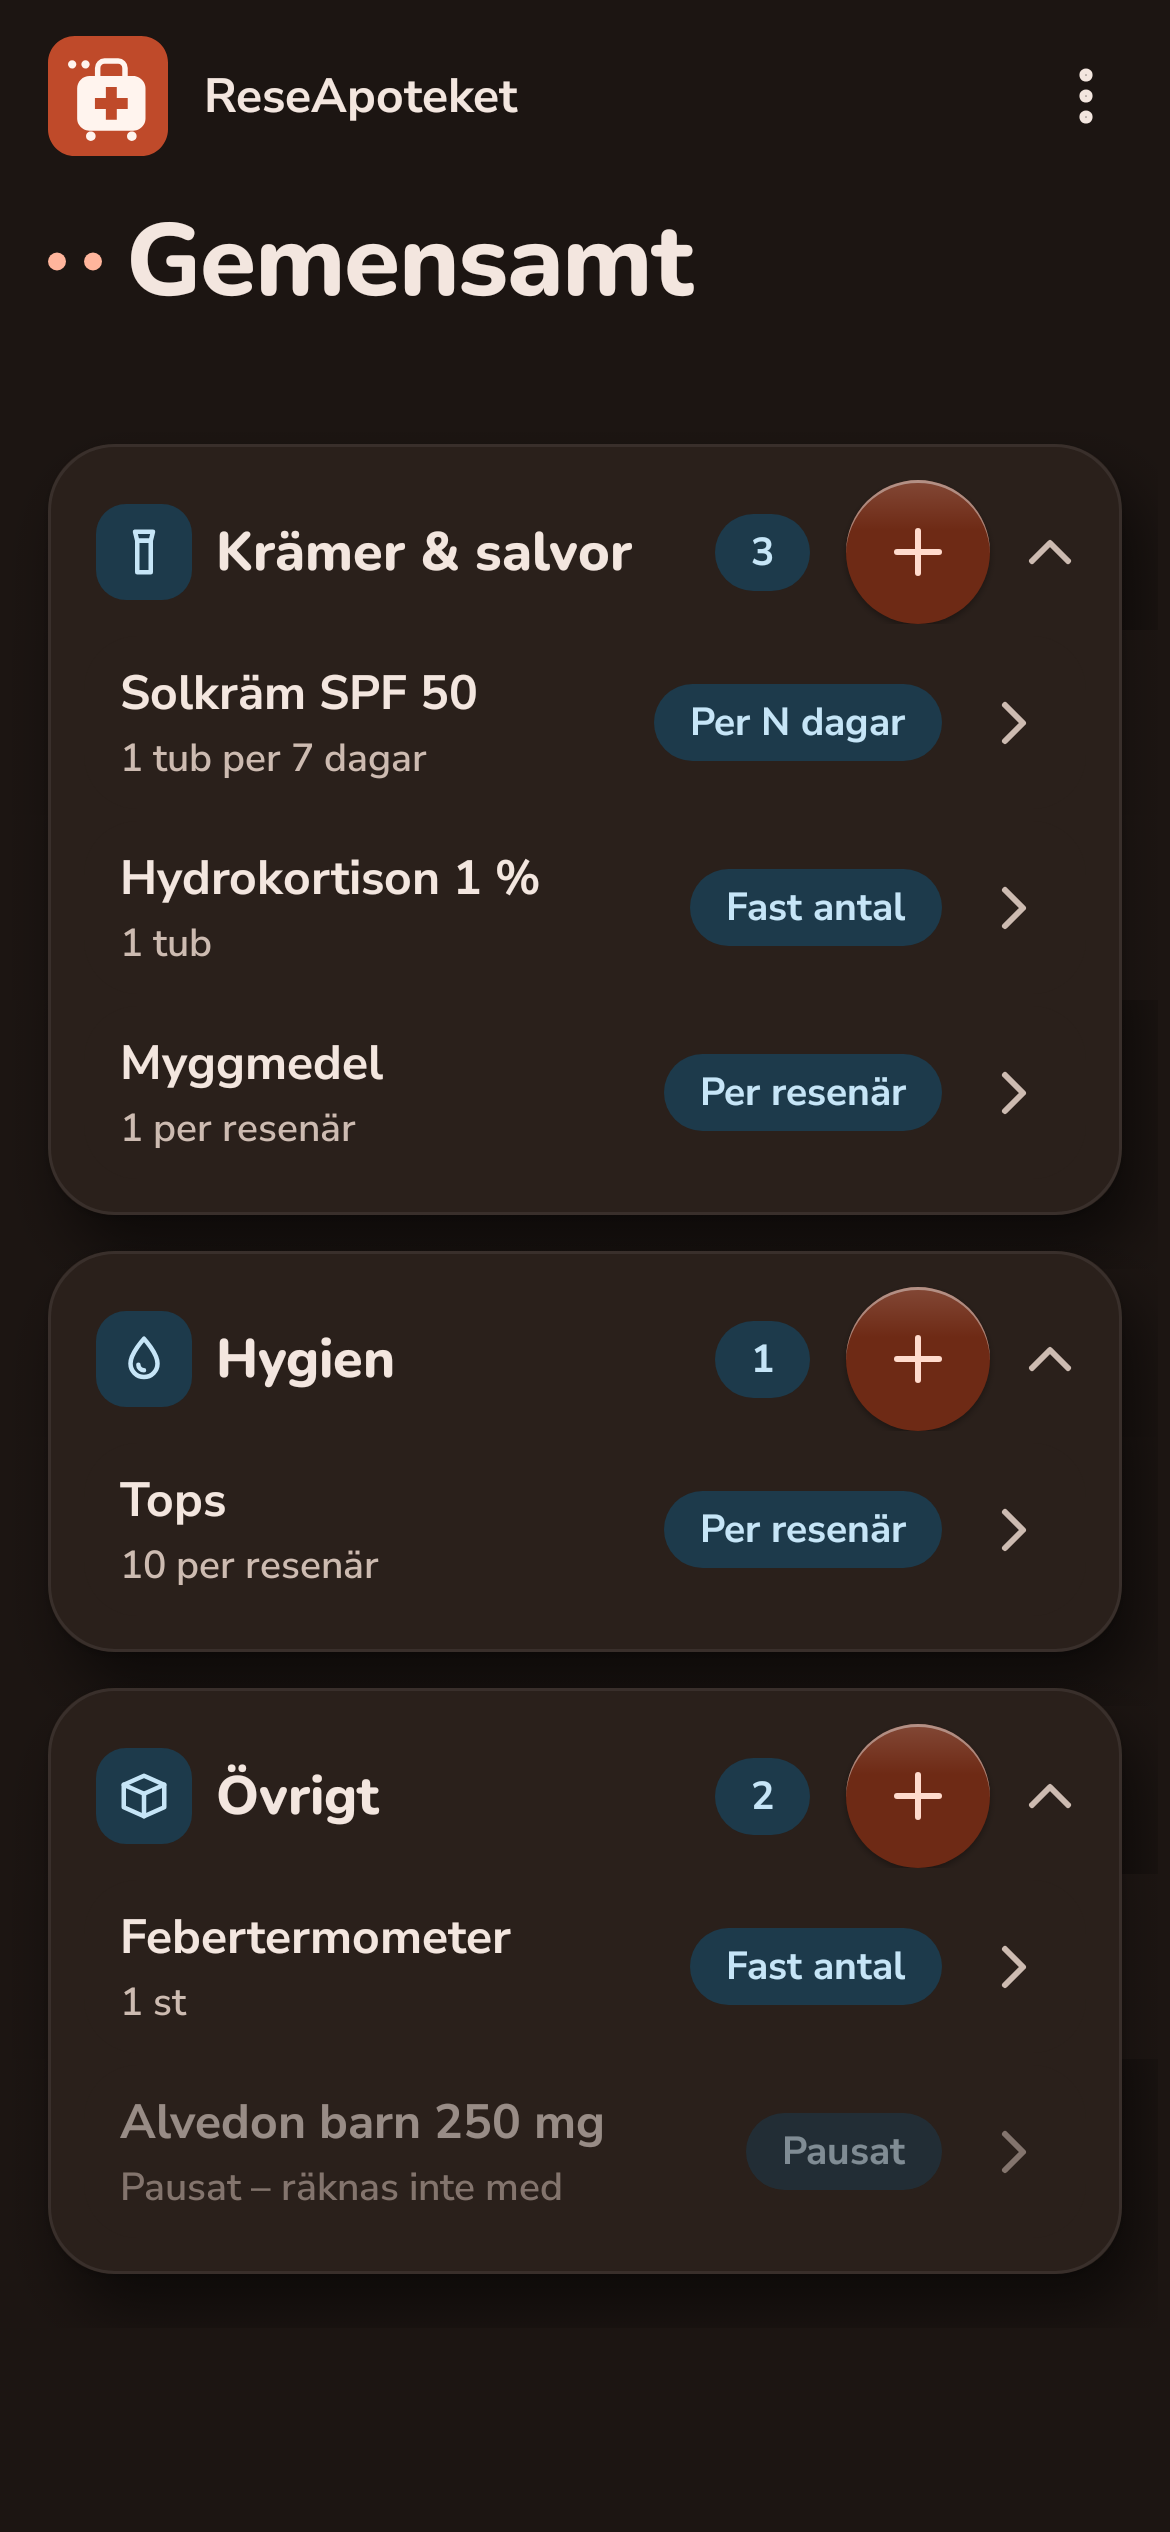 ReseApoteket
Gemensamt
Krämer & salvor 3
Solkräm SPF 50
1 tub per 7 dagar
Per N dagar
Hydrokortison 1 %
1 tub
Fast antal
Myggmedel
1 per resenär
Per resenär
Hygien 1
Tops
10 per resenär
Per resenär
Övrigt 2
Febertermometer
1 st
Fast antal
Alvedon barn 250 mg
Pausat – räknas inte med
Pausat